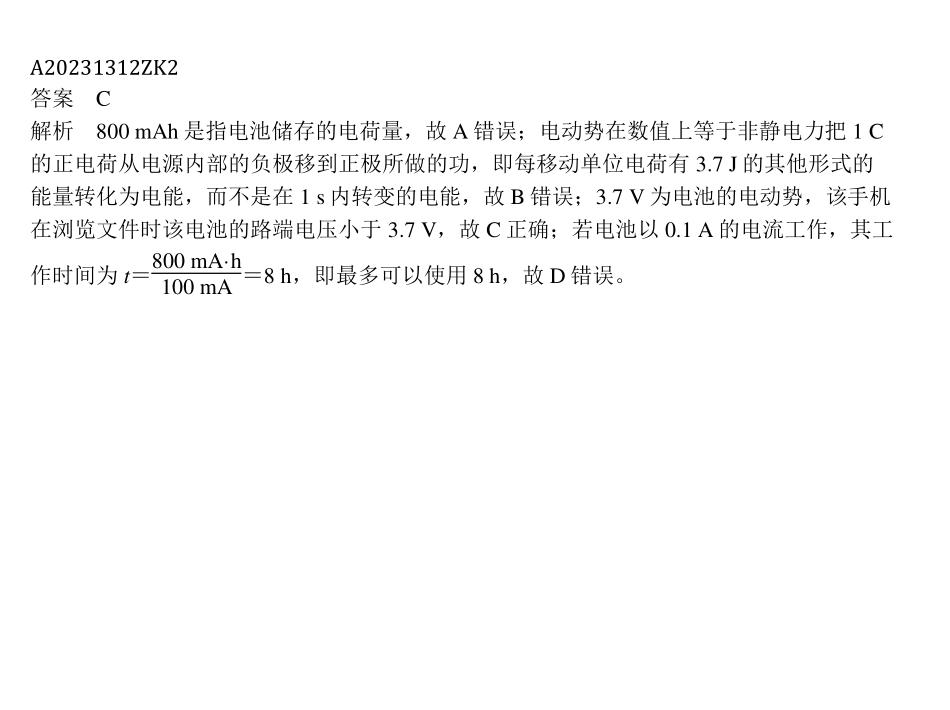 A20231312ZK2
答案 C
解析 800 mAh 是指电池储存的电荷量，故 A 错误；电动势在数值上等于非静电力把 1 C
的正电荷从电源内部的负极移到正极所做的功，即每移动单位电荷有 3.7 J 的其他形式的
能量转化为电能，而不是在 1 s 内转变的电能，故 B 错误；3.7 V 为电池的电动势，该手机
在浏览文件时该电池的路端电压小于 3.7 V，故 C 正确；若电池以 0.1 A 的电流工作，其工
作时间为 t＝800 mA·h/100 mA＝8 h，即最多可以使用 8 h，故 D 错误。